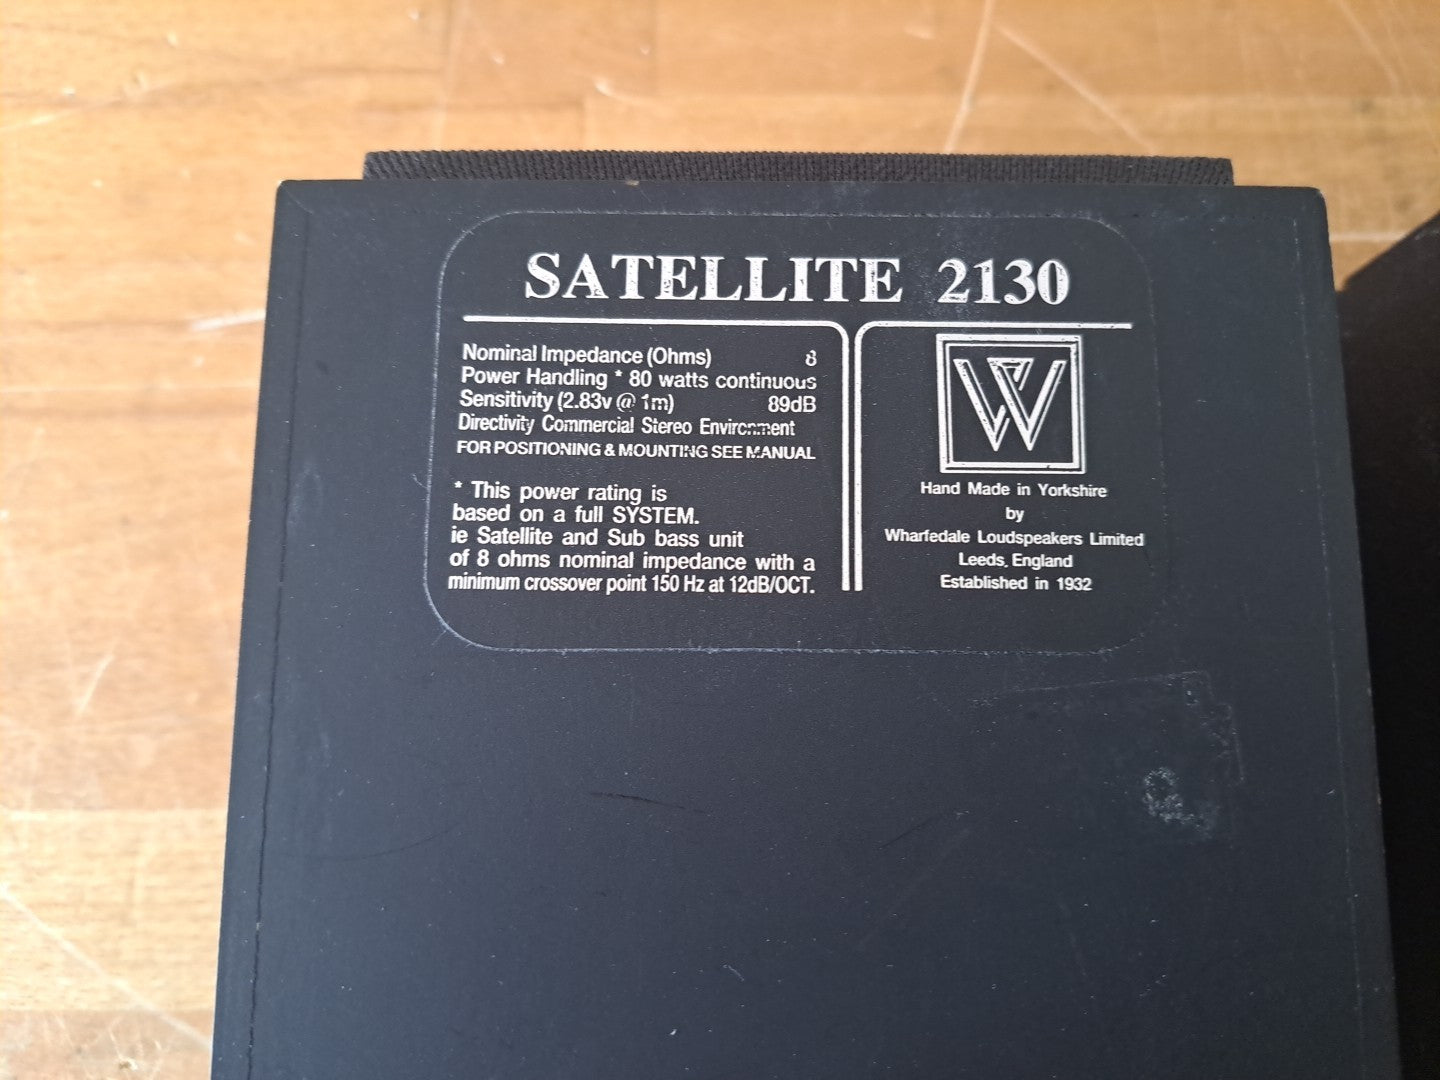 SATELLITE 2130
Nominal Impedance (Ohms) 8
Power Handling * 80 watts continuous
Sensitivity (2.83v @ 1m) 89dB
Directivity Commercial Stereo Environment
FOR POSITIONING & MOUNTING SEE MANUAL
* This power rating is
based on a full SYSTEM.
ie Satellite and Sub bass unit
of 8 ohms nominal impedance with a
minimum crossover point 150 Hz at 12dB/OCT.
W
Hand Made in Yorkshire
by
Wharfedale Loudspeakers Limited
Leeds, England
Established in 1932